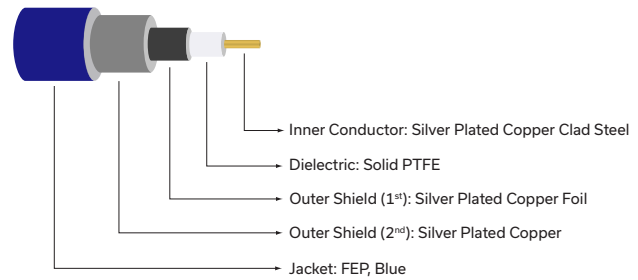 Inner Conductor: Silver Plated Copper Clad Steel
Dielectric: Solid PTFE
Outer Shield (1st): Silver Plated Copper Foil
Outer Shield (2nd): Silver Plated Copper
Jacket: FEP, Blue